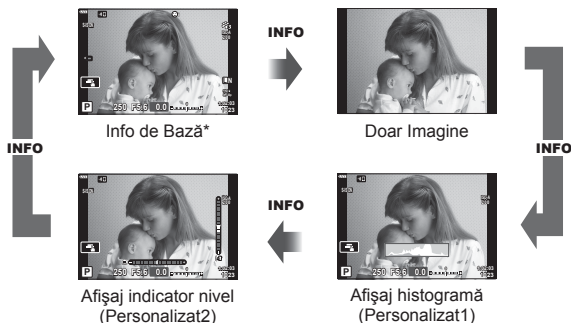 INFO
Info de Bază*
Doar Imagine
P 250 F5.6 0.0
INFO
INFO
INFO
P 250 F5.6 0.0
P 250 F5.6 0.0
Afişaj indicator nivel
(Personalizat2)
Afişaj histogramă
(Personalizat1)